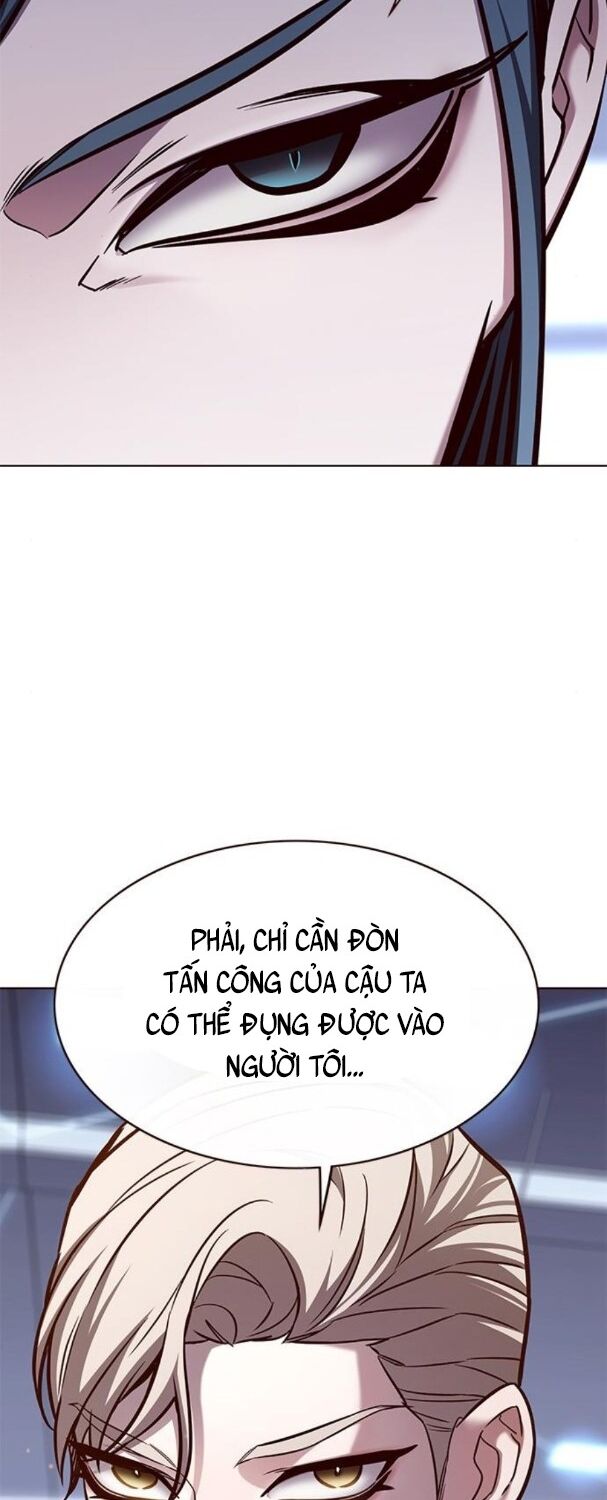 PHẢI, CHỈ CẦN ĐÒN
TẤN CÔNG CỦA CẬU TA
CÓ THỂ ĐỤNG ĐƯỢC VÀO
NGƯỜI TÔI...